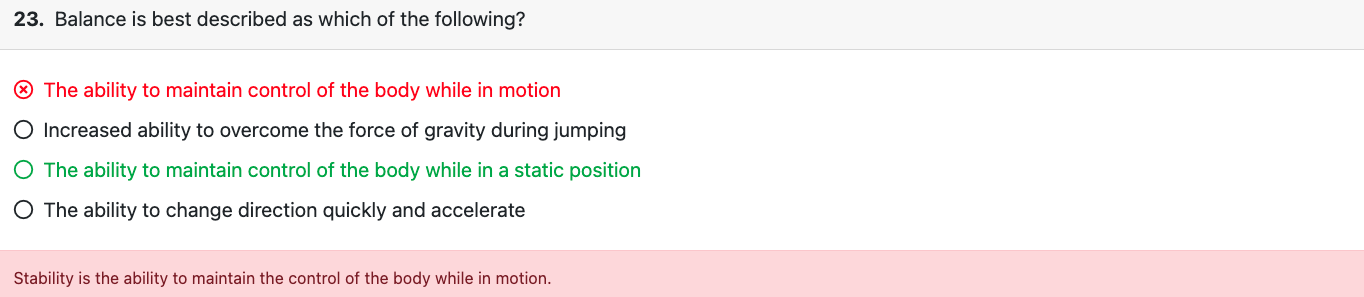 23. Balance is best described as which of the following?
The ability to maintain control of the body while in motion
Increased ability to overcome the force of gravity during jumping
The ability to maintain control of the body while in a static position
The ability to change direction quickly and accelerate
Stability is the ability to maintain the control of the body while in motion.